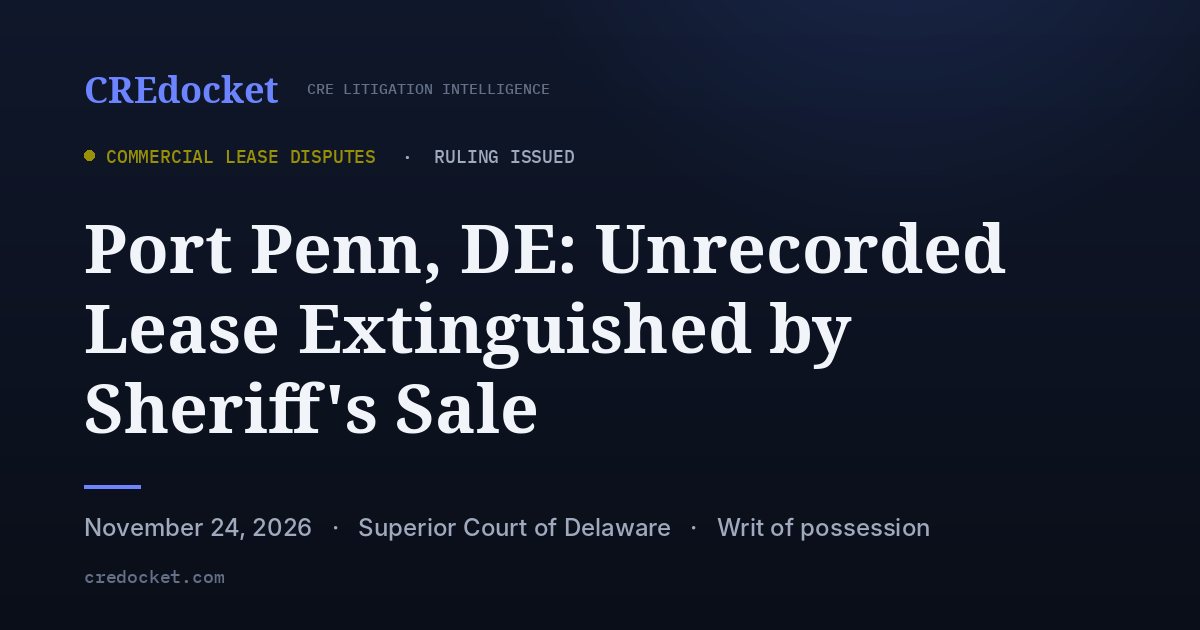 CREdocket CRE LITIGATION INTELLIGENCE
COMMERCIAL LEASE DISPUTES · RULING ISSUED
Port Penn, DE: Unrecorded
Lease Extinguished by
Sheriff's Sale
November 24, 2026 · Superior Court of Delaware · Writ of possession
credocket.com